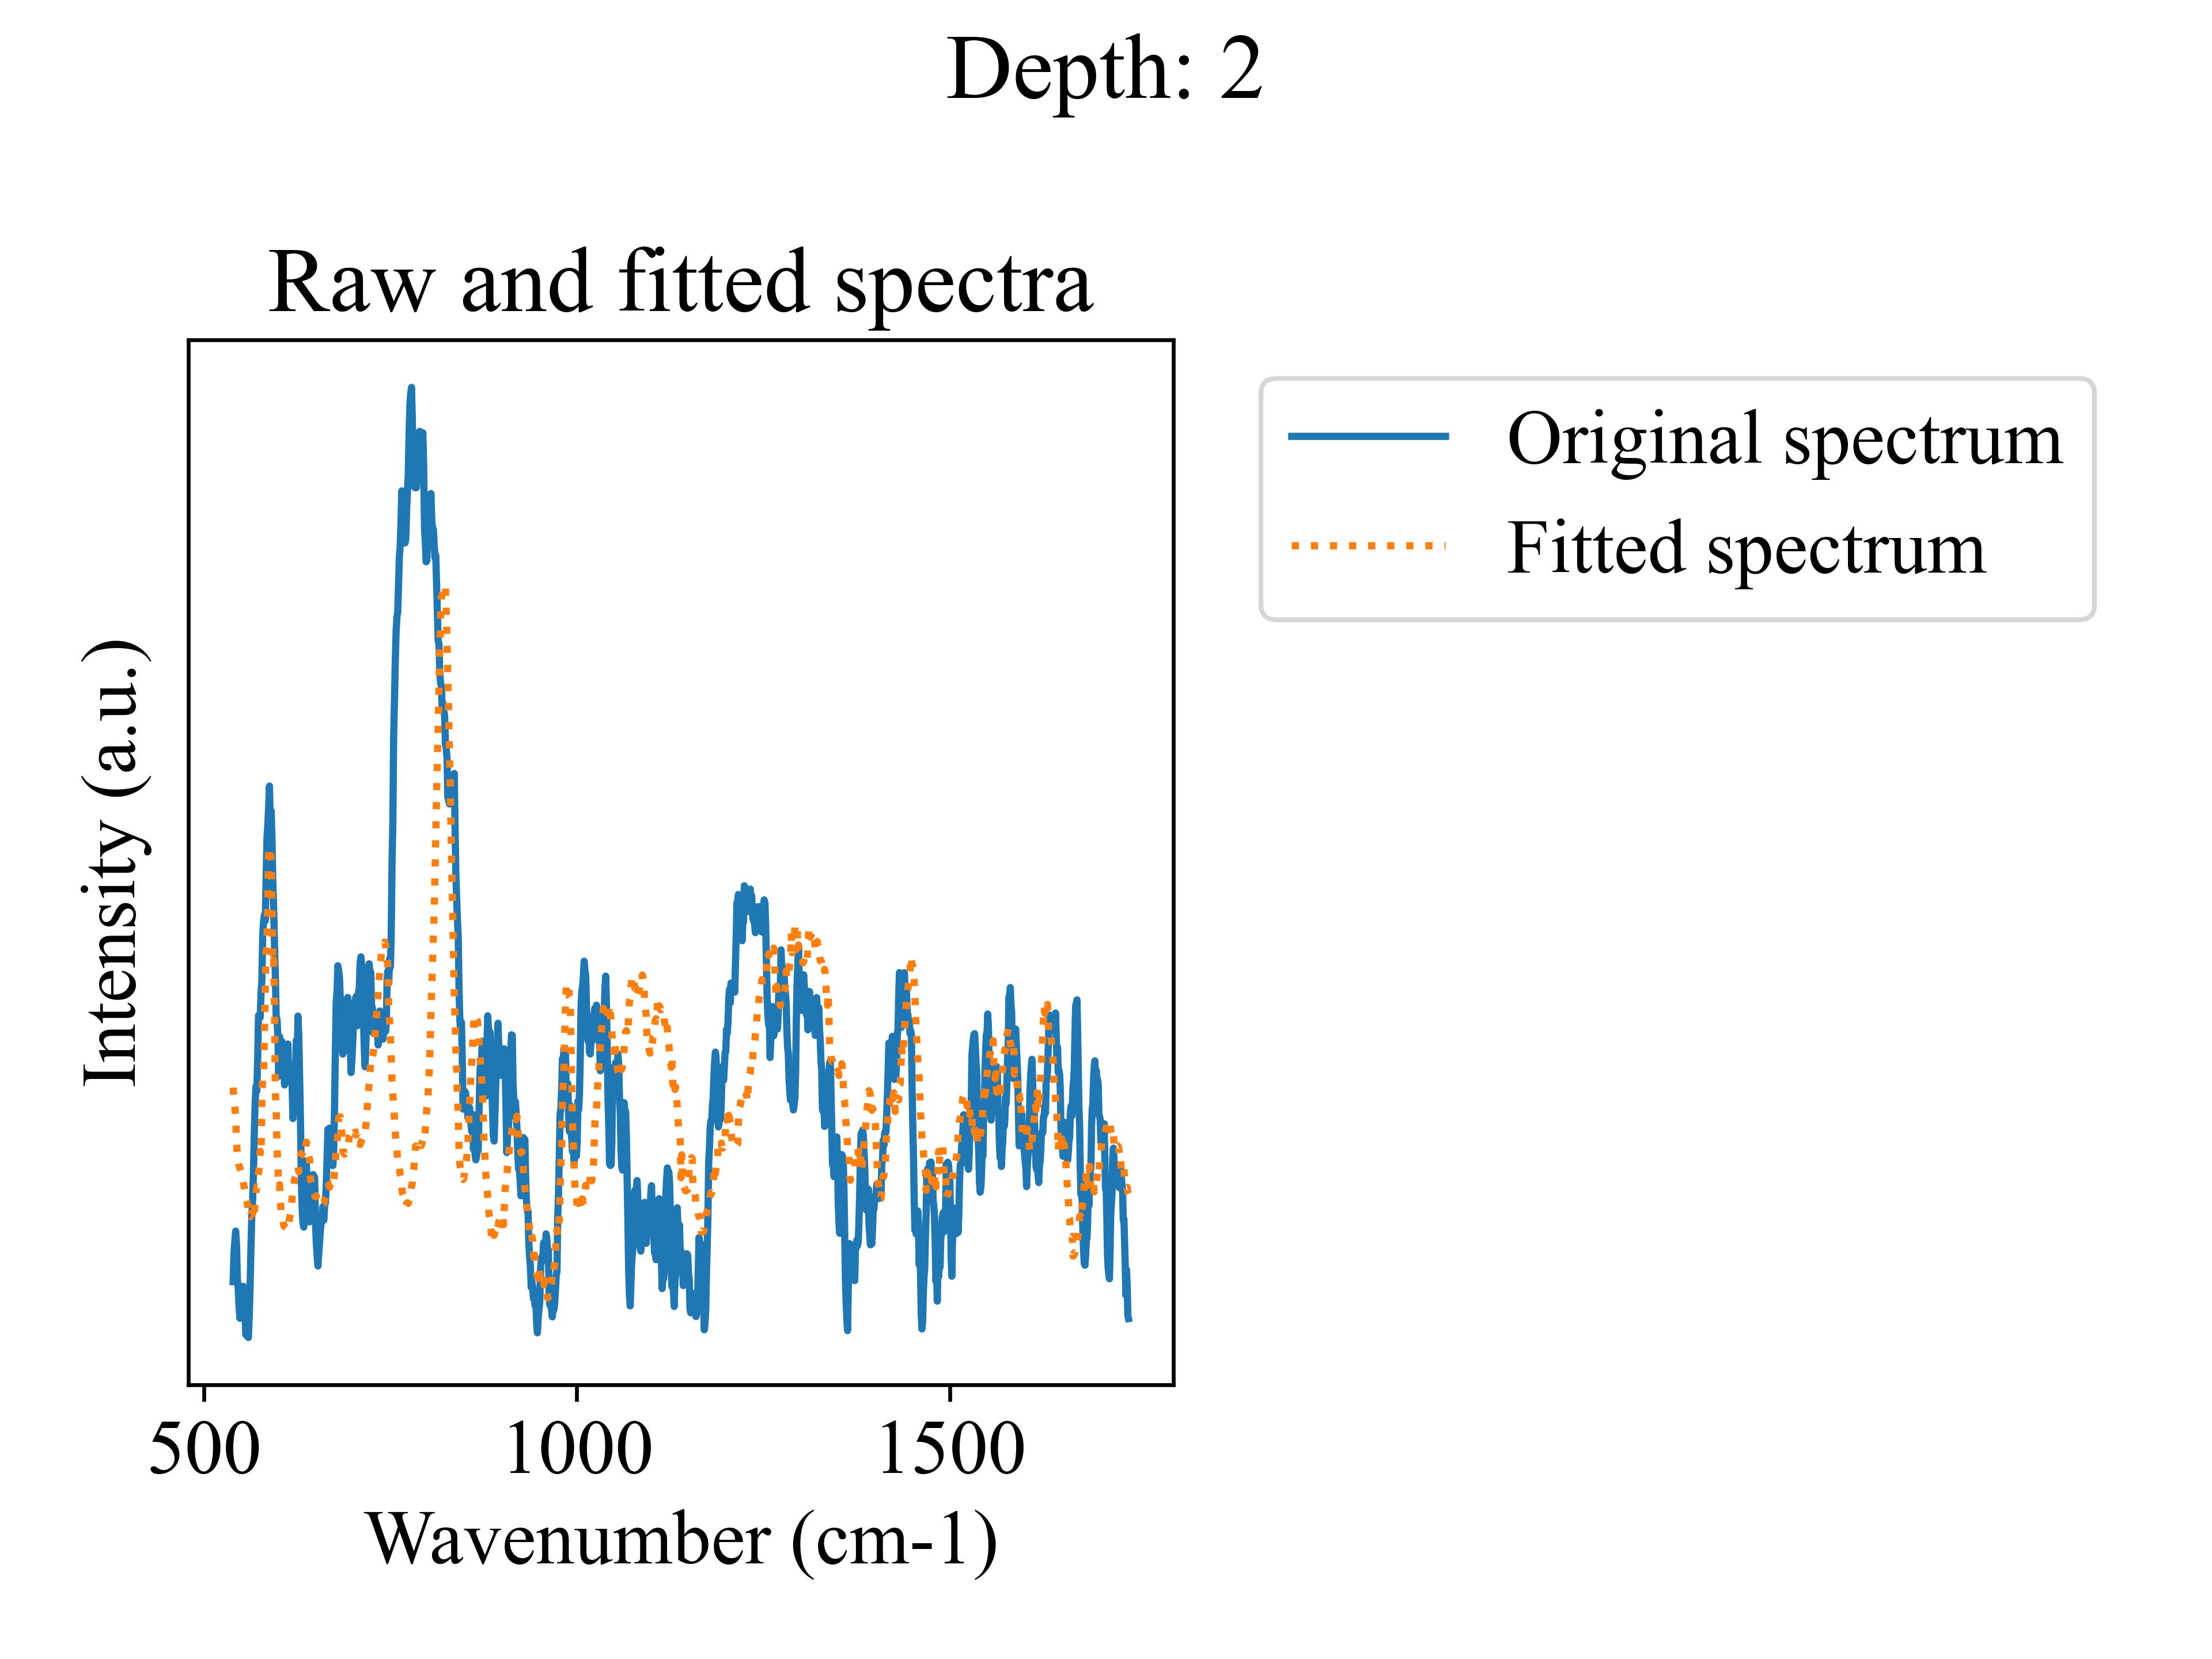 Depth: 2
Raw and fitted spectra
Original spectrum
Fitted spectrum
Intensity (a.u.)
500 1000 1500
Wavenumber (cm-1)